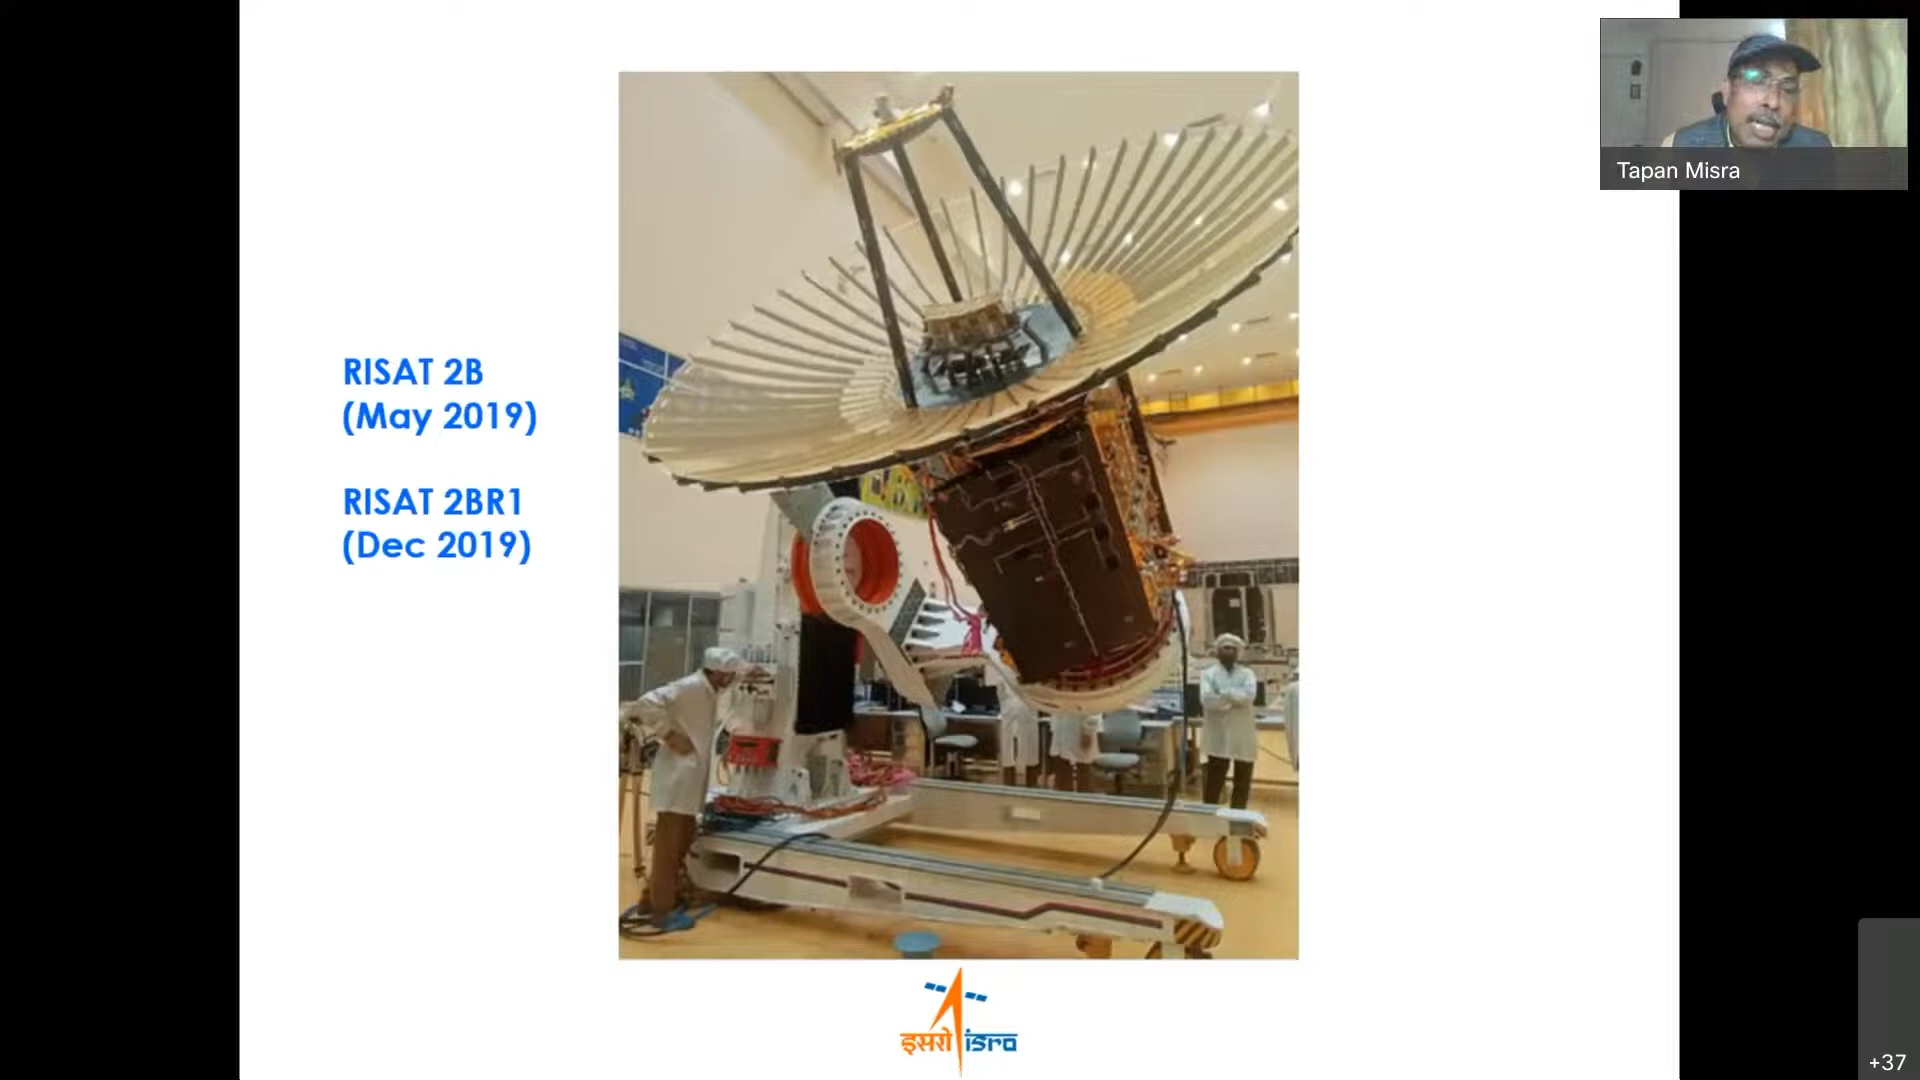 RISAT 2B
(May 2019)
RISAT 2BR1
(Dec 2019)
Tapan Misra
इसरो isro
+37